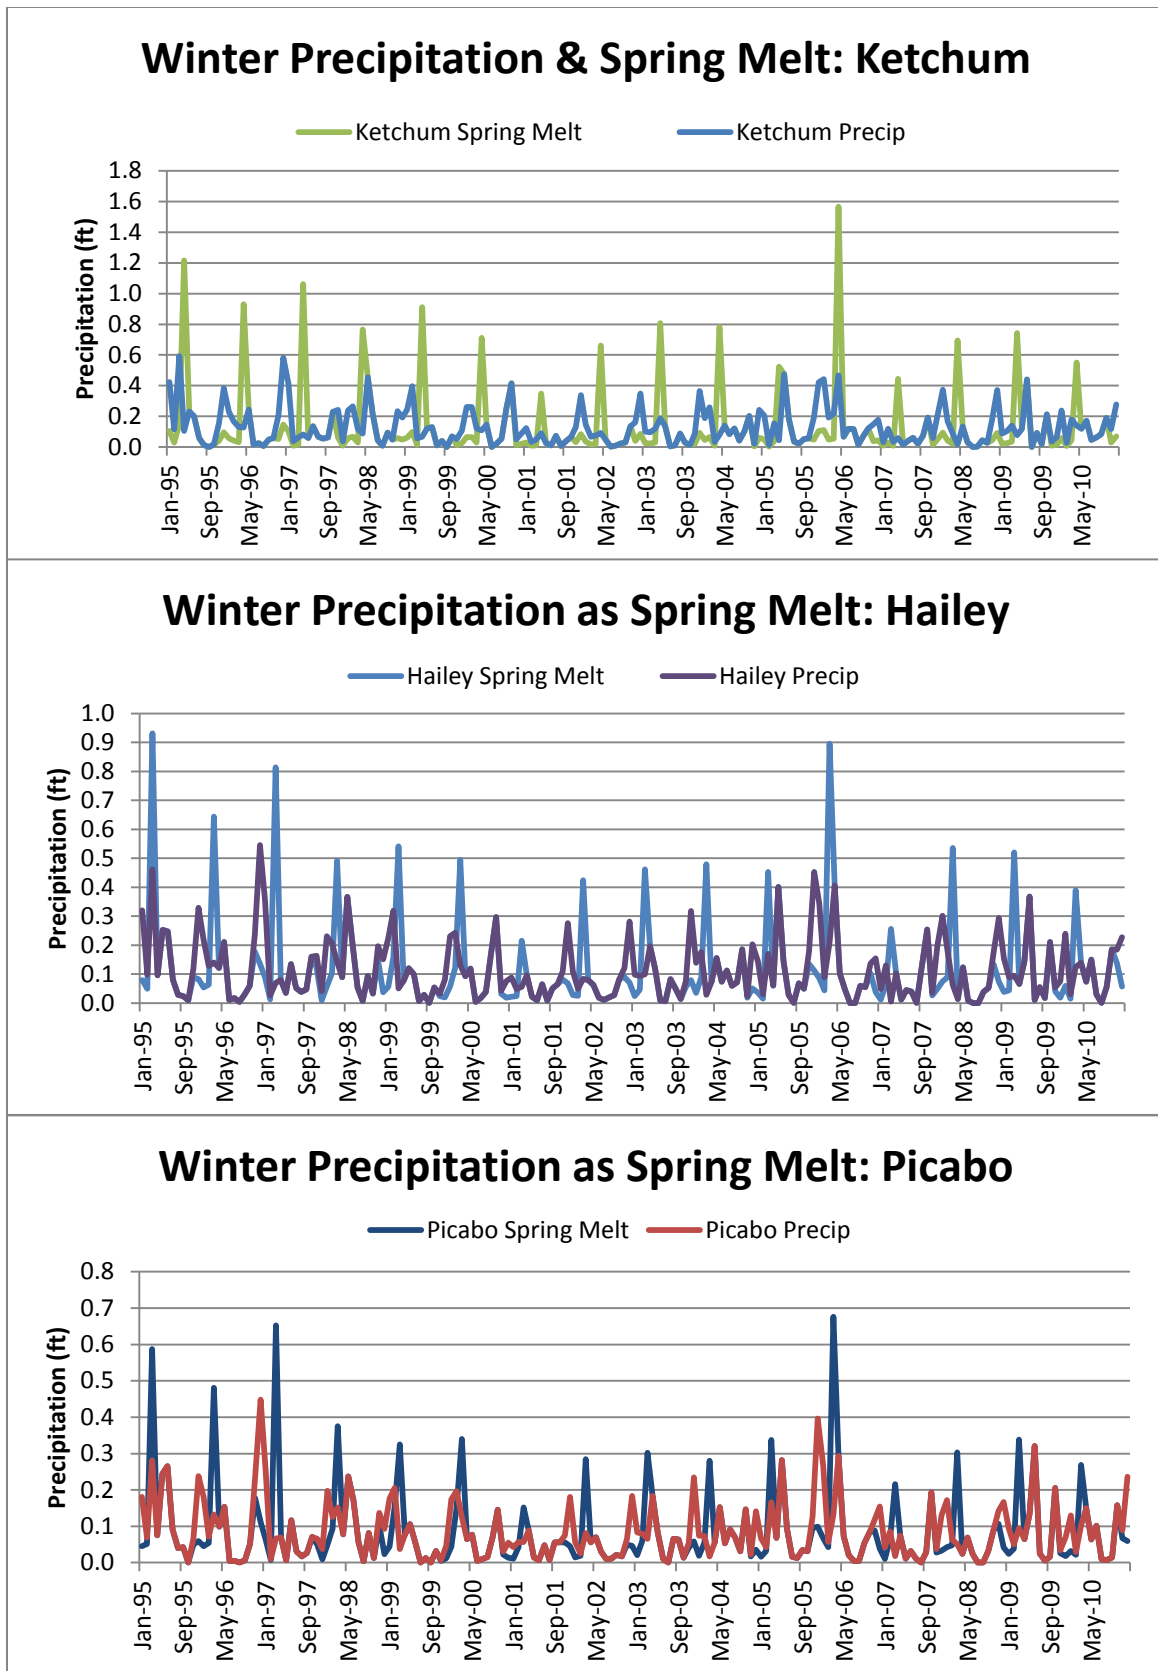 Winter Precipitation & Spring Melt: Ketchum
Ketchum Spring Melt Ketchum Precip
Precipitation (ft)
1.8
1.6
1.4
1.2
1.0
0.8
0.6
0.4
0.2
0.0
Jan-95 Sep-95 May-96 Jan-97 Sep-97 May-98 Jan-99 Sep-99 May-00 Jan-01 Sep-01 May-02 Jan-03 Sep-03 May-04 Jan-05 Sep-05 May-06 Jan-07 Sep-07 May-08 Jan-09 Sep-09 May-10
Winter Precipitation as Spring Melt: Hailey
Hailey Spring Melt Hailey Precip
Precipitation (ft)
1.0
0.9
0.8
0.7
0.6
0.5
0.4
0.3
0.2
0.1
0.0
Jan-95 Sep-95 May-96 Jan-97 Sep-97 May-98 Jan-99 Sep-99 May-00 Jan-01 Sep-01 May-02 Jan-03 Sep-03 May-04 Jan-05 Sep-05 May-06 Jan-07 Sep-07 May-08 Jan-09 Sep-09 May-10
Winter Precipitation as Spring Melt: Picabo
Picabo Spring Melt Picabo Precip
Precipitation (ft)
0.8
0.7
0.6
0.5
0.4
0.3
0.2
0.1
0.0
Jan-95 Sep-95 May-96 Jan-97 Sep-97 May-98 Jan-99 Sep-99 May-00 Jan-01 Sep-01 May-02 Jan-03 Sep-03 May-04 Jan-05 Sep-05 May-06 Jan-07 Sep-07 May-08 Jan-09 Sep-09 May-10